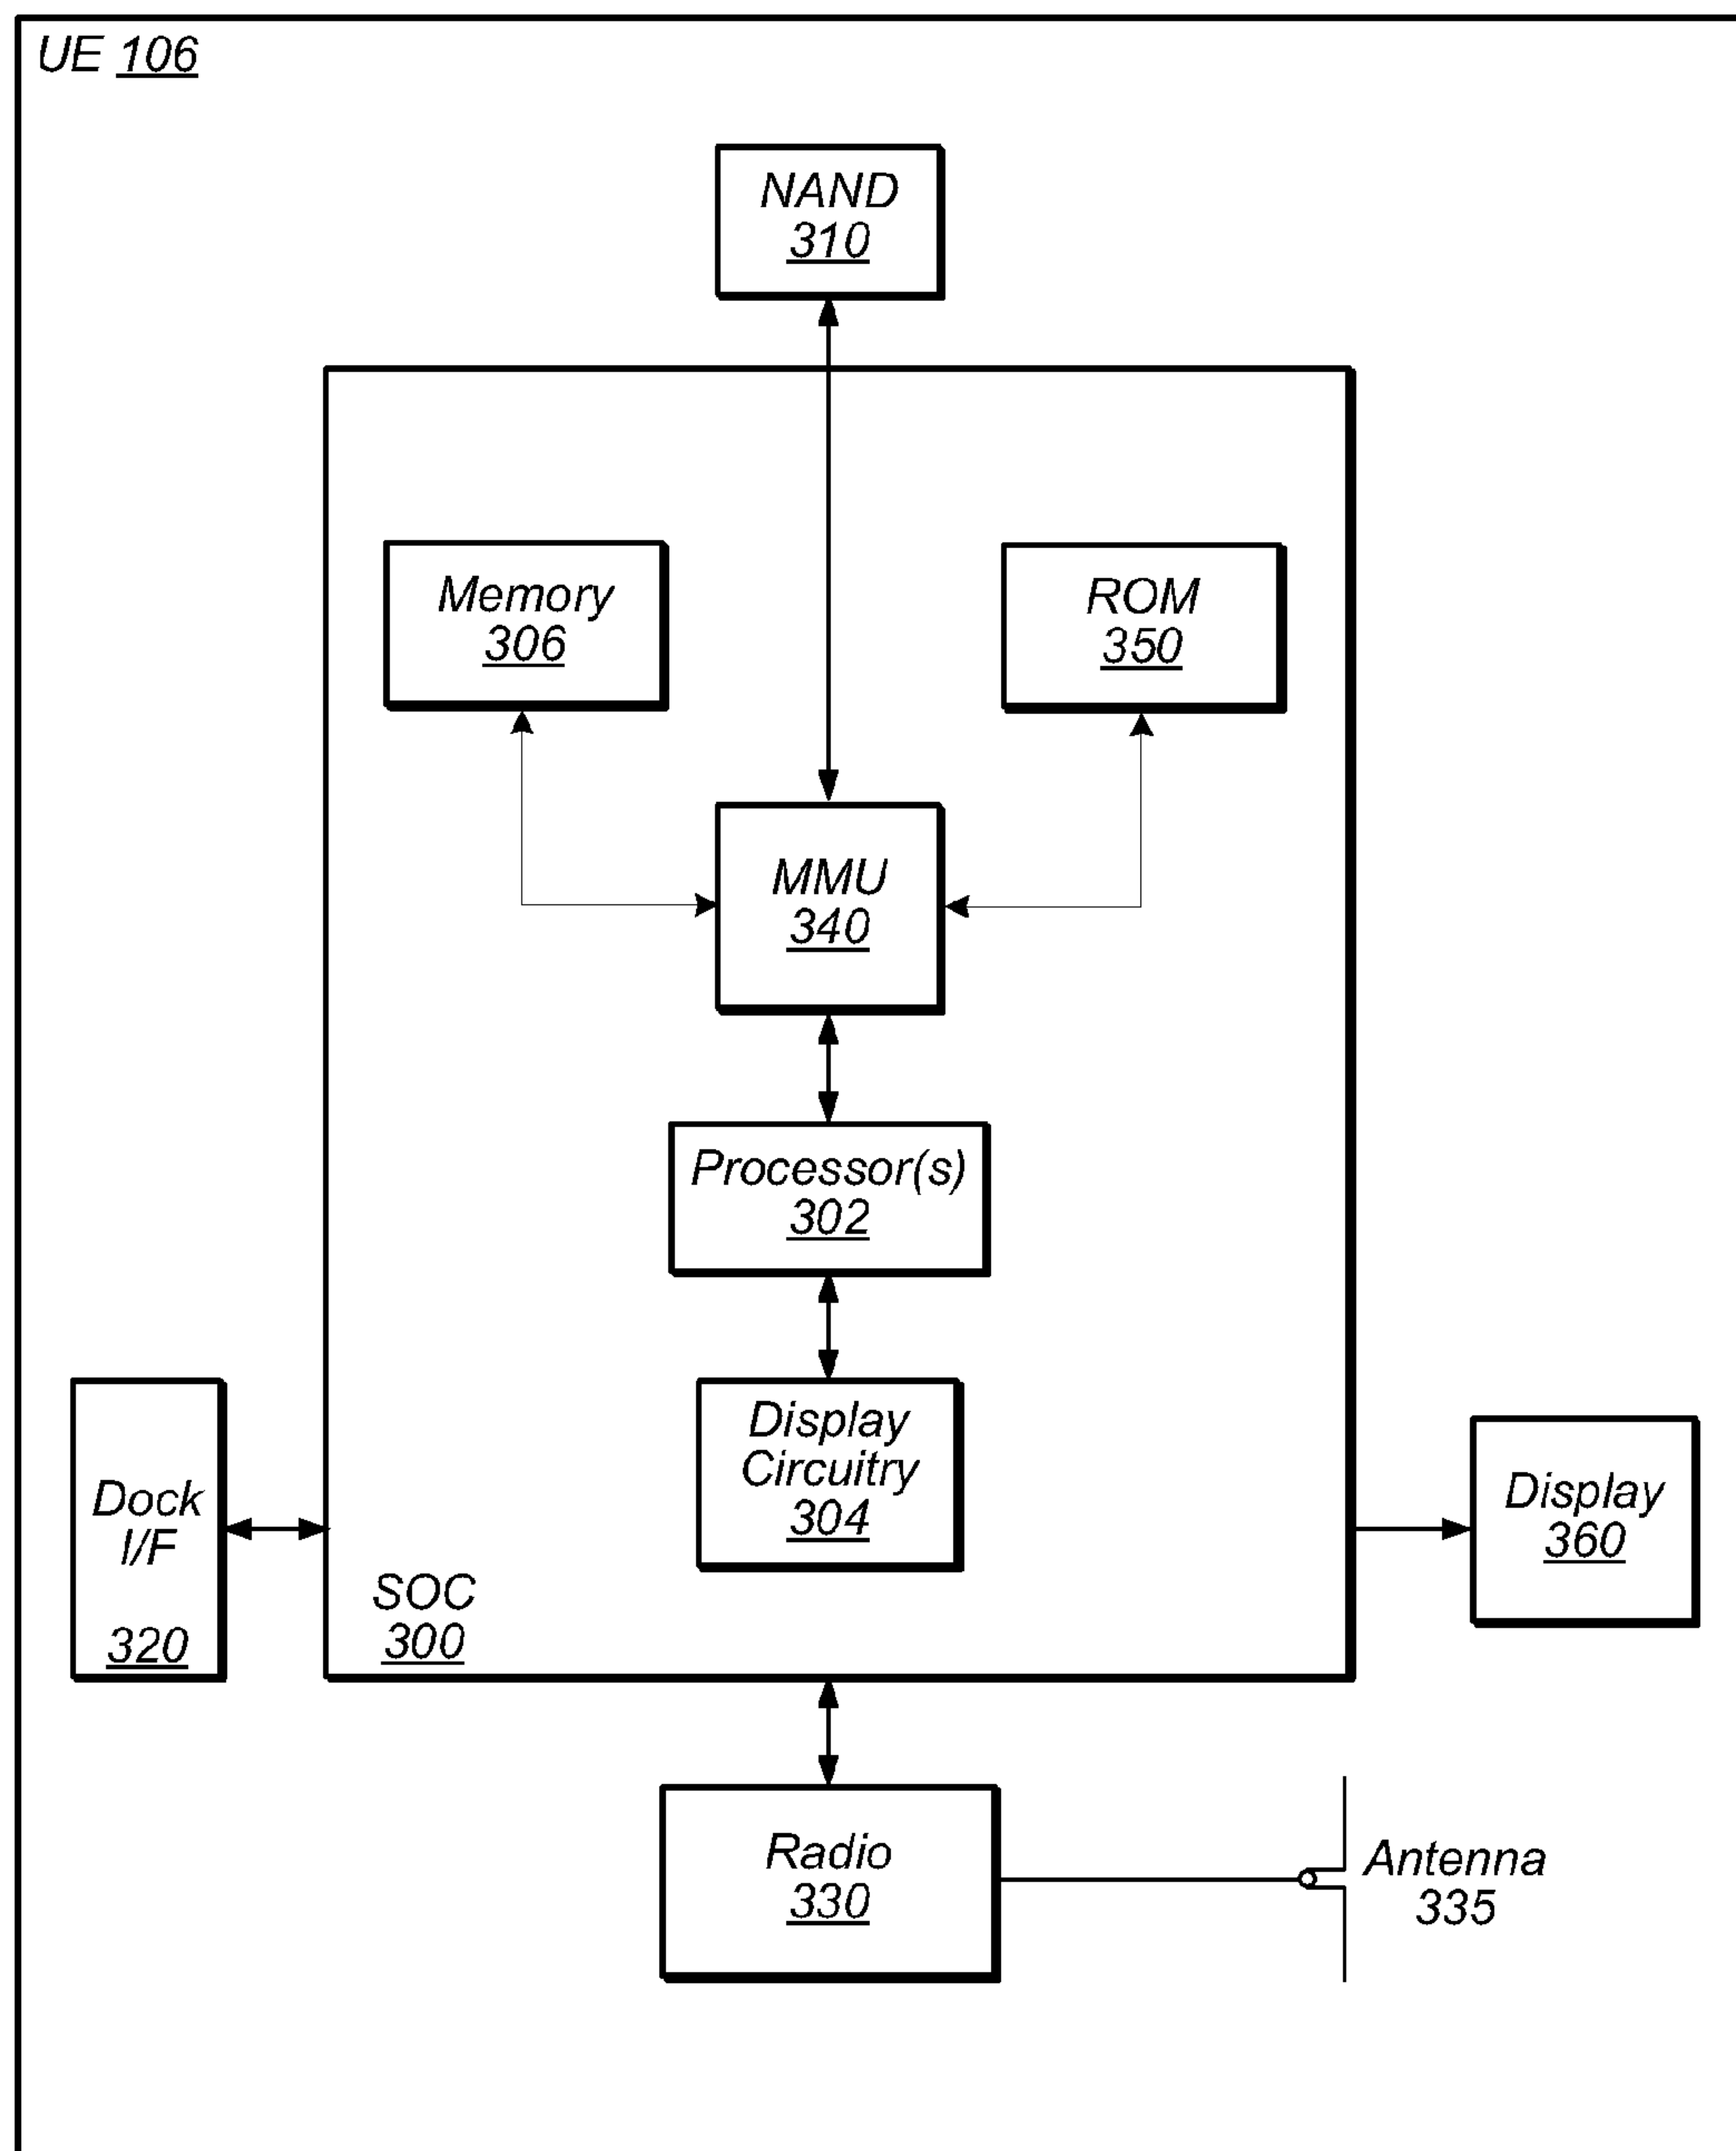 UE 106
NAND
310
Memory
306
ROM
350
MMU
340
Processor(s)
302
Display
Circuitry
304
Dock
I/F
320
SOC
300
Display
360
Radio
330
Antenna
335